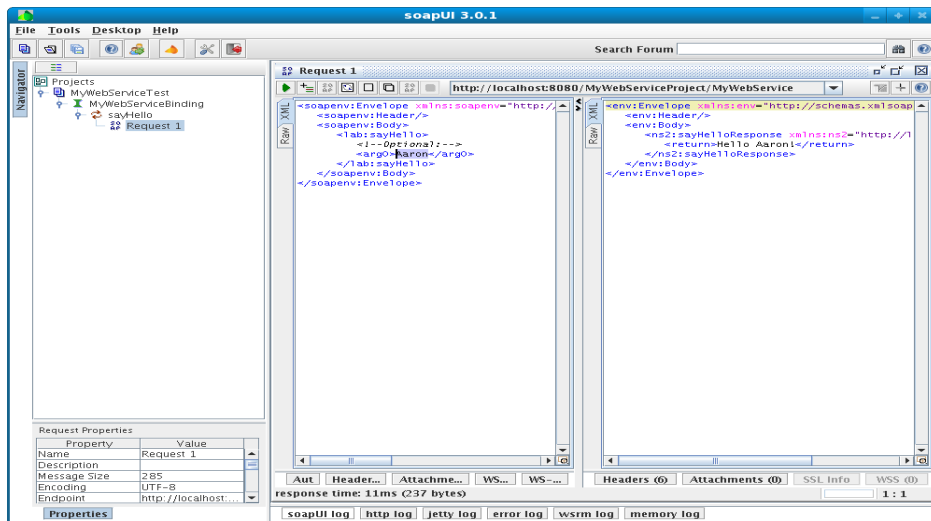 soapUI 3.0.1
File Tools Desktop Help
Search Forum
Navigator
Projects
MyWebServiceTest
MyWebServiceBinding
sayHello
Request 1
Request Properties
Property Value
Name Request 1
Description
Message Size 285
Encoding UTF-8
Endpoint http://localhost:...
Properties
Request 1
http://localhost:8080/MyWebServiceProject/MyWebService
XML
Raw
<soapenv:Envelope xmlns:soapenv="http:/
<soapenv:Header/>
<soapenv:Body>
<lab:sayHello>
<!--Optional:-->
<arg0>Aaron</arg0>
</lab:sayHello>
</soapenv:Body>
</soapenv:Envelope>
XML
Raw
<env:Envelope xmlns:env="http://schemas.xmlsoap
<env:Header/>
<env:Body>
<ns2:sayHelloResponse xmlns:ns2="http://l
<return>Hello Aaron!</return>
</ns2:sayHelloResponse>
</env:Body>
</env:Envelope>
Aut Header... Attachme... WS... WS-...
Headers (6) Attachments (0) SSL Info WSS (0)
response time: 11ms (237 bytes)
1 : 1
soapUI log http log jetty log error log wsrm log memory log